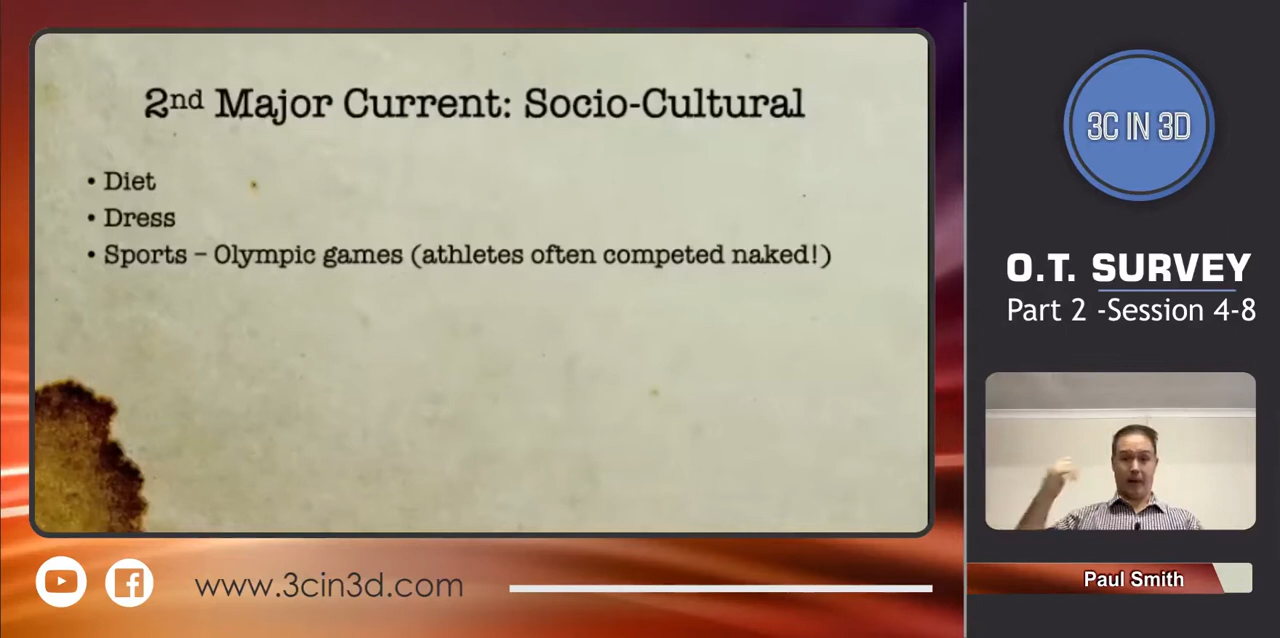 2nd Major Current: Socio-Cultural
• Diet
• Dress
• Sports – Olympic games (athletes often competed naked!)
3C IN 3D
O.T. SURVEY
Part 2 -Session 4-8
Paul Smith
www.3cin3d.com